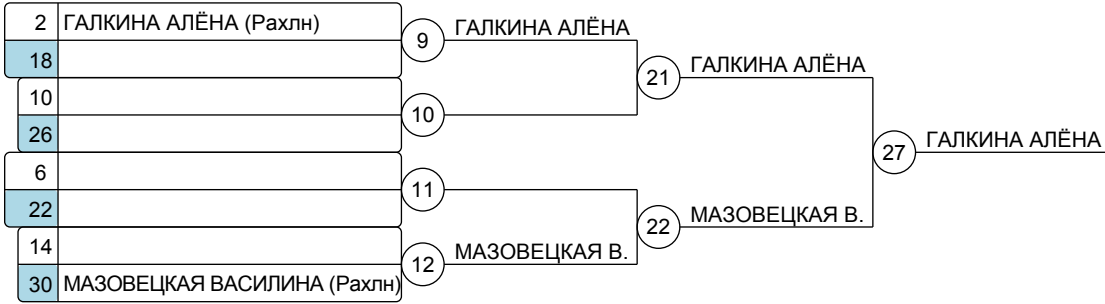 2 ГАЛКИНА АЛЁНА (Рахлн)
9 ГАЛКИНА АЛЁНА
18
21 ГАЛКИНА АЛЁНА
10
10
26
27 ГАЛКИНА АЛЁНА
6
11
22
22 МАЗОВЕЦКАЯ В.
14
12 МАЗОВЕЦКАЯ В.
30 МАЗОВЕЦКАЯ ВАСИЛИНА (Рахлн)